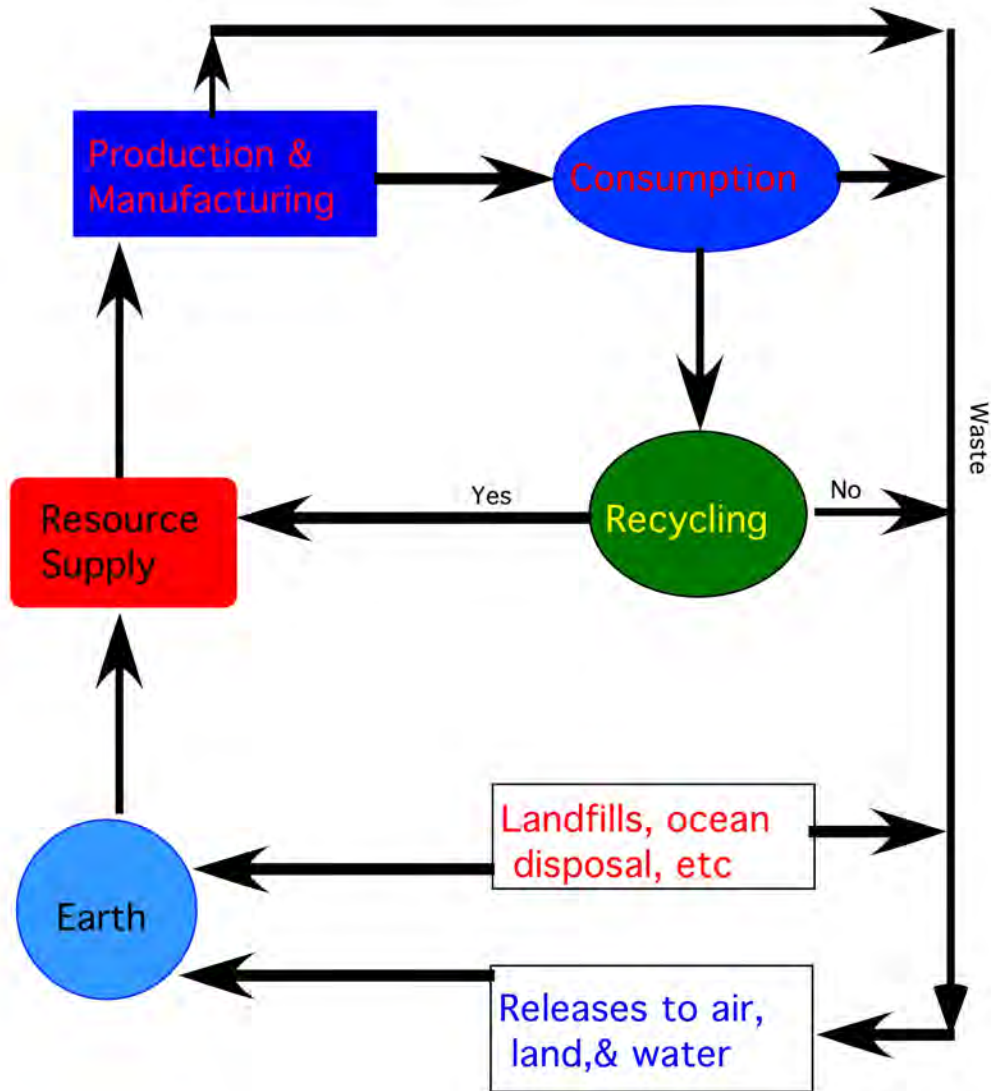 Production &
Manufacturing
Consumption
Waste
Yes
No
Resource
Supply
Recycling
Landfills, ocean
disposal, etc
Earth
Releases to air,
land,& water